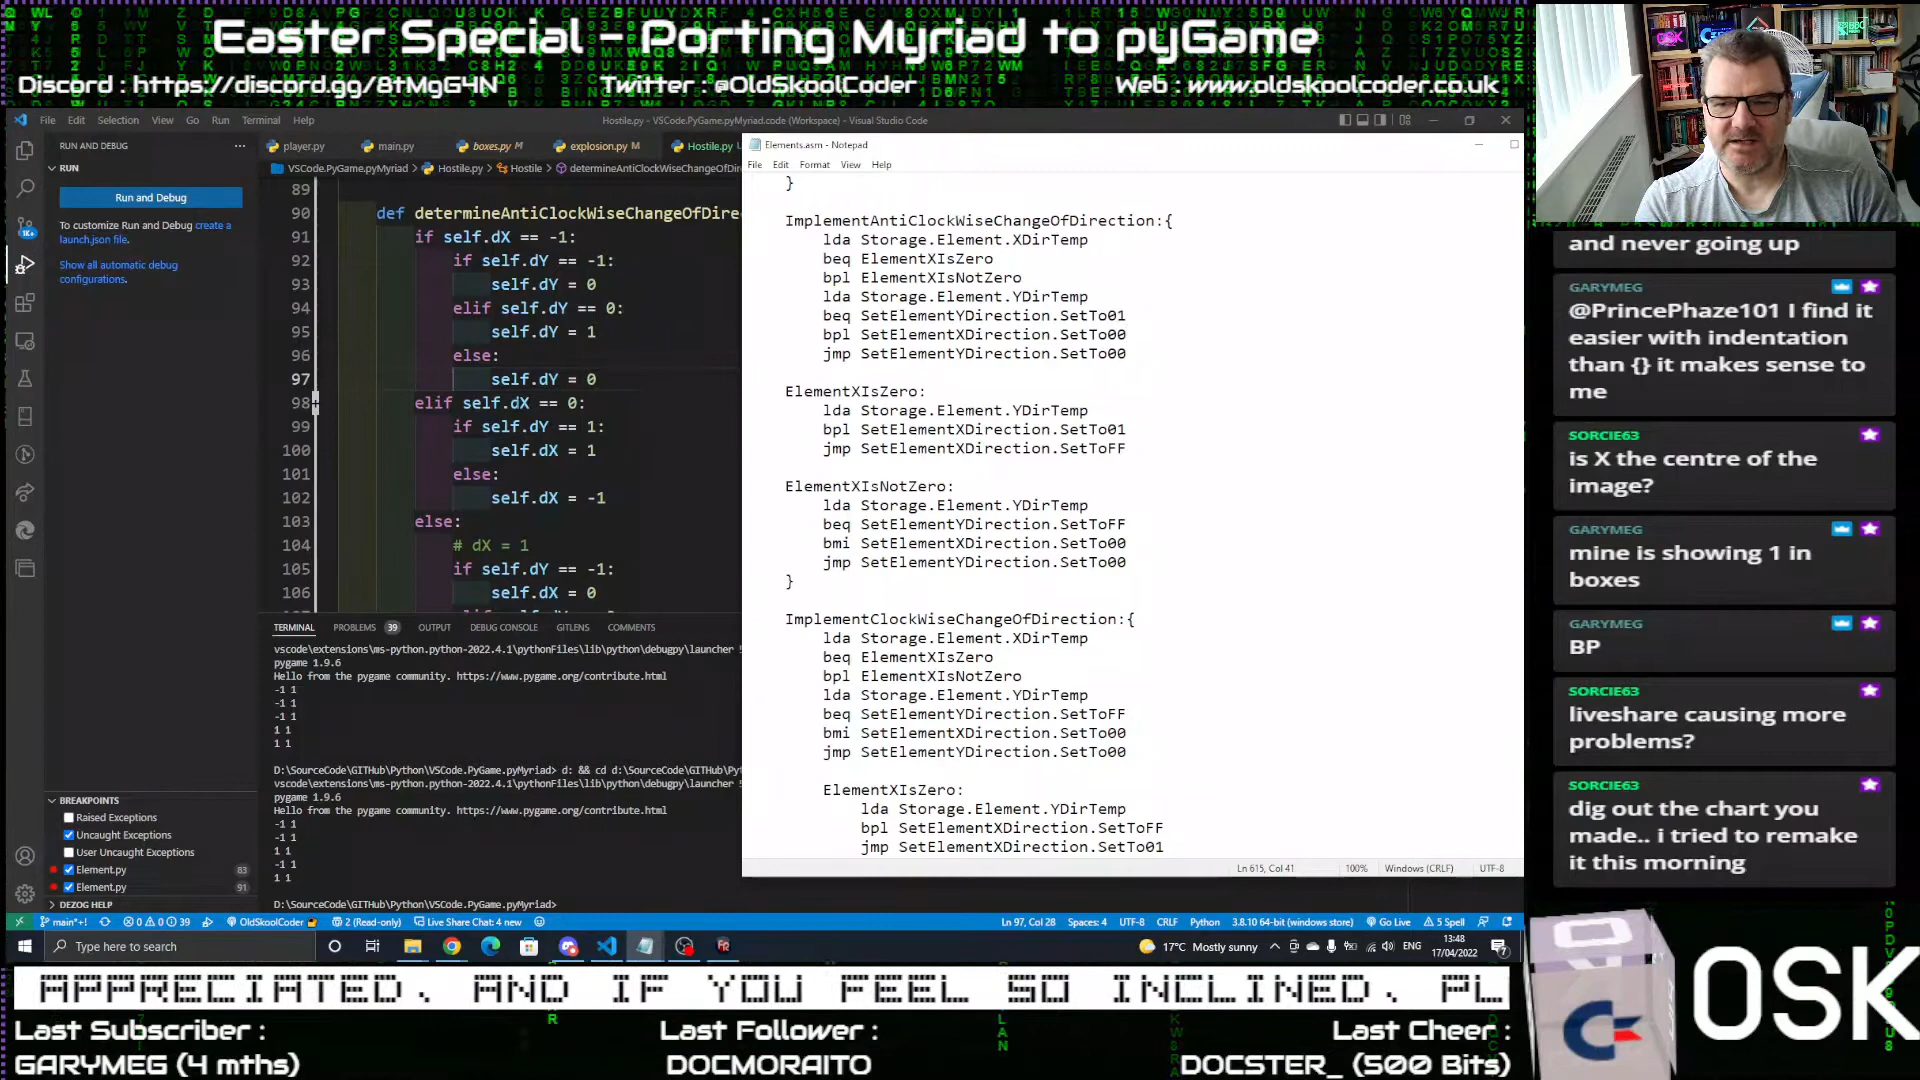 Easter Special - Porting Myriad to pyGame
Discord : https://discord.gg/8tMgG4N Twitter : @OldSkoolCoder Web : www.oldskoolcoder.co.uk
File Edit Selection View Go Run Terminal Help
Hostile.py - VSCode.PyGame.pyMyriad.code (Workspace) - Visual Studio Code
RUN AND DEBUG
RUN
Run and Debug
To customize Run and Debug create a
launch.json file.
Show all automatic debug
configurations.
BREAKPOINTS
Raised Exceptions
Uncaught Exceptions
User Uncaught Exceptions
Element.py 83
Element.py 91
DEZOG HELP
player.py main.py boxes.py M explosion.py M Hostile.py
VSCode.PyGame.pyMyriad > Hostile.py > Hostile > determineAntiClockWiseChangeOfDire
89
90 def determineAntiClockWiseChangeOfDire
91 if self.dX == -1:
92 if self.dY == -1:
93 self.dY = 0
94 elif self.dY == 0:
95 self.dY = 1
96 else:
97 self.dY = 0
98 elif self.dX == 0:
99 if self.dY == 1:
100 self.dX = 1
101 else:
102 self.dX = -1
103 else:
104 # dX = 1
105 if self.dY == -1:
106 self.dX = 0
TERMINAL PROBLEMS 39 OUTPUT DEBUG CONSOLE GITLENS COMMENTS
vscode\extensions\ms-python.python-2022.4.1\pythonFiles\lib\python\debugpy\launcher
pygame 1.9.6
Hello from the pygame community. https://www.pygame.org/contribute.html
-1 1
-1 1
-1 1
1 1
1 1
D:\SourceCode\GITHub\Python\VSCode.PyGame.pyMyriad> d: && cd d:\SourceCode\GITHub\Pyt
vscode\extensions\ms-python.python-2022.4.1\pythonFiles\lib\python\debugpy\launcher
pygame 1.9.6
Hello from the pygame community. https://www.pygame.org/contribute.html
-1 1
-1 1
1 1
-1 1
1 1
D:\SourceCode\GITHub\Python\VSCode.PyGame.pyMyriad>
Elements.asm - Notepad
File Edit Format View Help
}
ImplementAntiClockWiseChangeOfDirection:{
lda Storage.Element.XDirTemp
beq ElementXIsZero
bpl ElementXIsNotZero
lda Storage.Element.YDirTemp
beq SetElementYDirection.SetTo01
bpl SetElementXDirection.SetTo00
jmp SetElementYDirection.SetTo00
ElementXIsZero:
lda Storage.Element.YDirTemp
bpl SetElementXDirection.SetTo01
jmp SetElementXDirection.SetToFF
ElementXIsNotZero:
lda Storage.Element.YDirTemp
beq SetElementYDirection.SetToFF
bmi SetElementXDirection.SetTo00
jmp SetElementYDirection.SetTo00
}
ImplementClockWiseChangeOfDirection:{
lda Storage.Element.XDirTemp
beq ElementXIsZero
bpl ElementXIsNotZero
lda Storage.Element.YDirTemp
beq SetElementYDirection.SetToFF
bmi SetElementXDirection.SetTo00
jmp SetElementYDirection.SetTo00
ElementXIsZero:
lda Storage.Element.YDirTemp
bpl SetElementXDirection.SetToFF
jmp SetElementXDirection.SetTo01
Ln 615, Col 41 100% Windows (CRLF) UTF-8
main*+! 0 0 39 OldSkoolCoder 2 (Read-only) Live Share Chat: 4 new
Ln 97, Col 28 Spaces: 4 UTF-8 CRLF Python 3.8.10 64-bit (windows store) Go Live 5 Spell
Type here to search
17°C Mostly sunny ENG 13:48
17/04/2022
and never going up
GARYMEG
@PrincePhaze101 I find it
easier with indentation
than {} it makes sense to
me
SORCIE63
is X the centre of the
image?
GARYMEG
mine is showing 1 in
boxes
GARYMEG
BP
SORCIE63
liveshare causing more
problems?
SORCIE63
dig out the chart you
made.. i tried to remake
it this morning
OSK
APPRECIATED, AND IF YOU FEEL SO INCLINED, PL
Last Subscriber : Last Follower : Last Cheer :
GARYMEG (4 mths) DOCMORAITO DOCSTER_ (500 Bits)